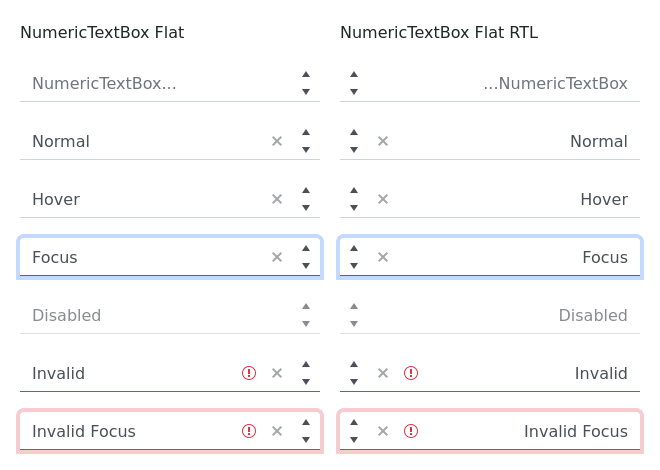 NumericTextBox Flat
NumericTextBox...
Normal
Hover
Focus
Disabled
Invalid
Invalid Focus
NumericTextBox Flat RTL
...NumericTextBox
Normal
Hover
Focus
Disabled
Invalid
Invalid Focus